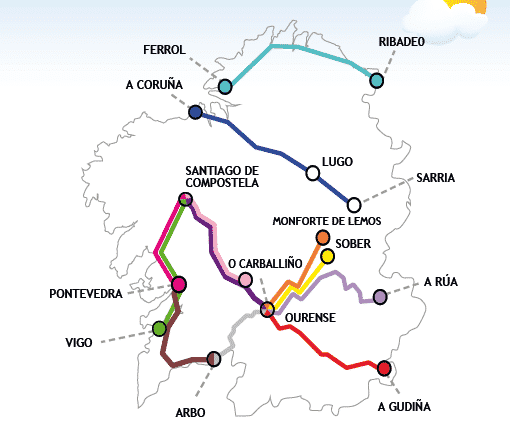 FERROL
RIBADEO
A CORUÑA
LUGO
SANTIAGO DE
COMPOSTELA
SARRIA
MONFORTE DE LEMOS
SOBER
O CARBALLIÑO
A RÚA
PONTEVEDRA
OURENSE
VIGO
ARBO
A GUDIÑA